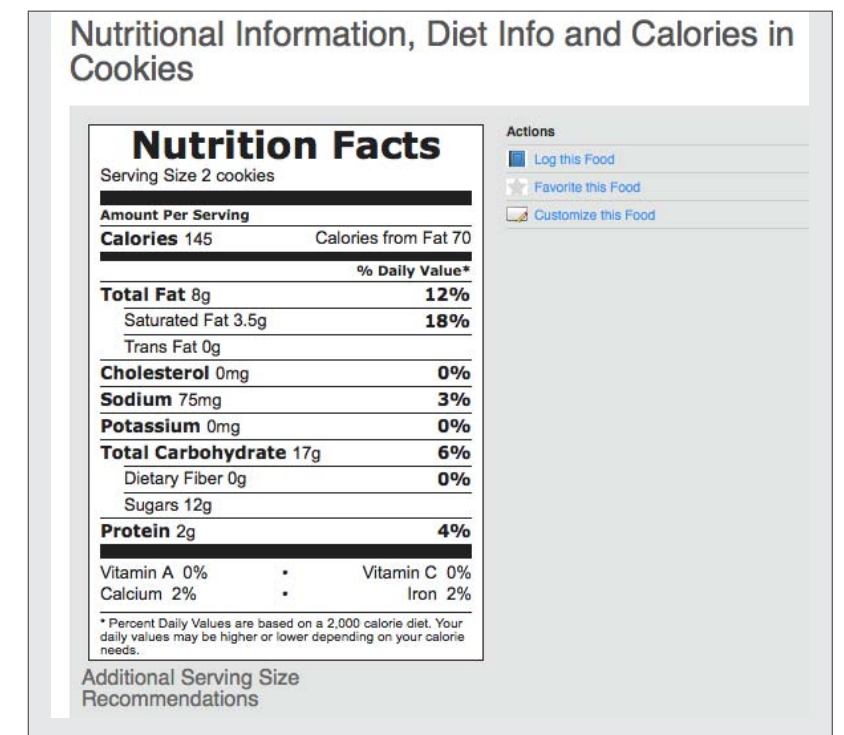 Nutritional Information, Diet Info and Calories in
Cookies
Nutrition Facts
Serving Size 2 cookies
Amount Per Serving
Calories 145 Calories from Fat 70
% Daily Value*
Total Fat 8g 12%
Saturated Fat 3.5g 18%
Trans Fat 0g
Cholesterol 0mg 0%
Sodium 75mg 3%
Potassium 0mg 0%
Total Carbohydrate 17g 6%
Dietary Fiber 0g 0%
Sugars 12g
Protein 2g 4%
Vitamin A 0% • Vitamin C 0%
Calcium 2% • Iron 2%
* Percent Daily Values are based on a 2,000 calorie diet. Your
daily values may be higher or lower depending on your calorie
needs.
Actions
Log this Food
Favorite this Food
Customize this Food
Additional Serving Size
Recommendations